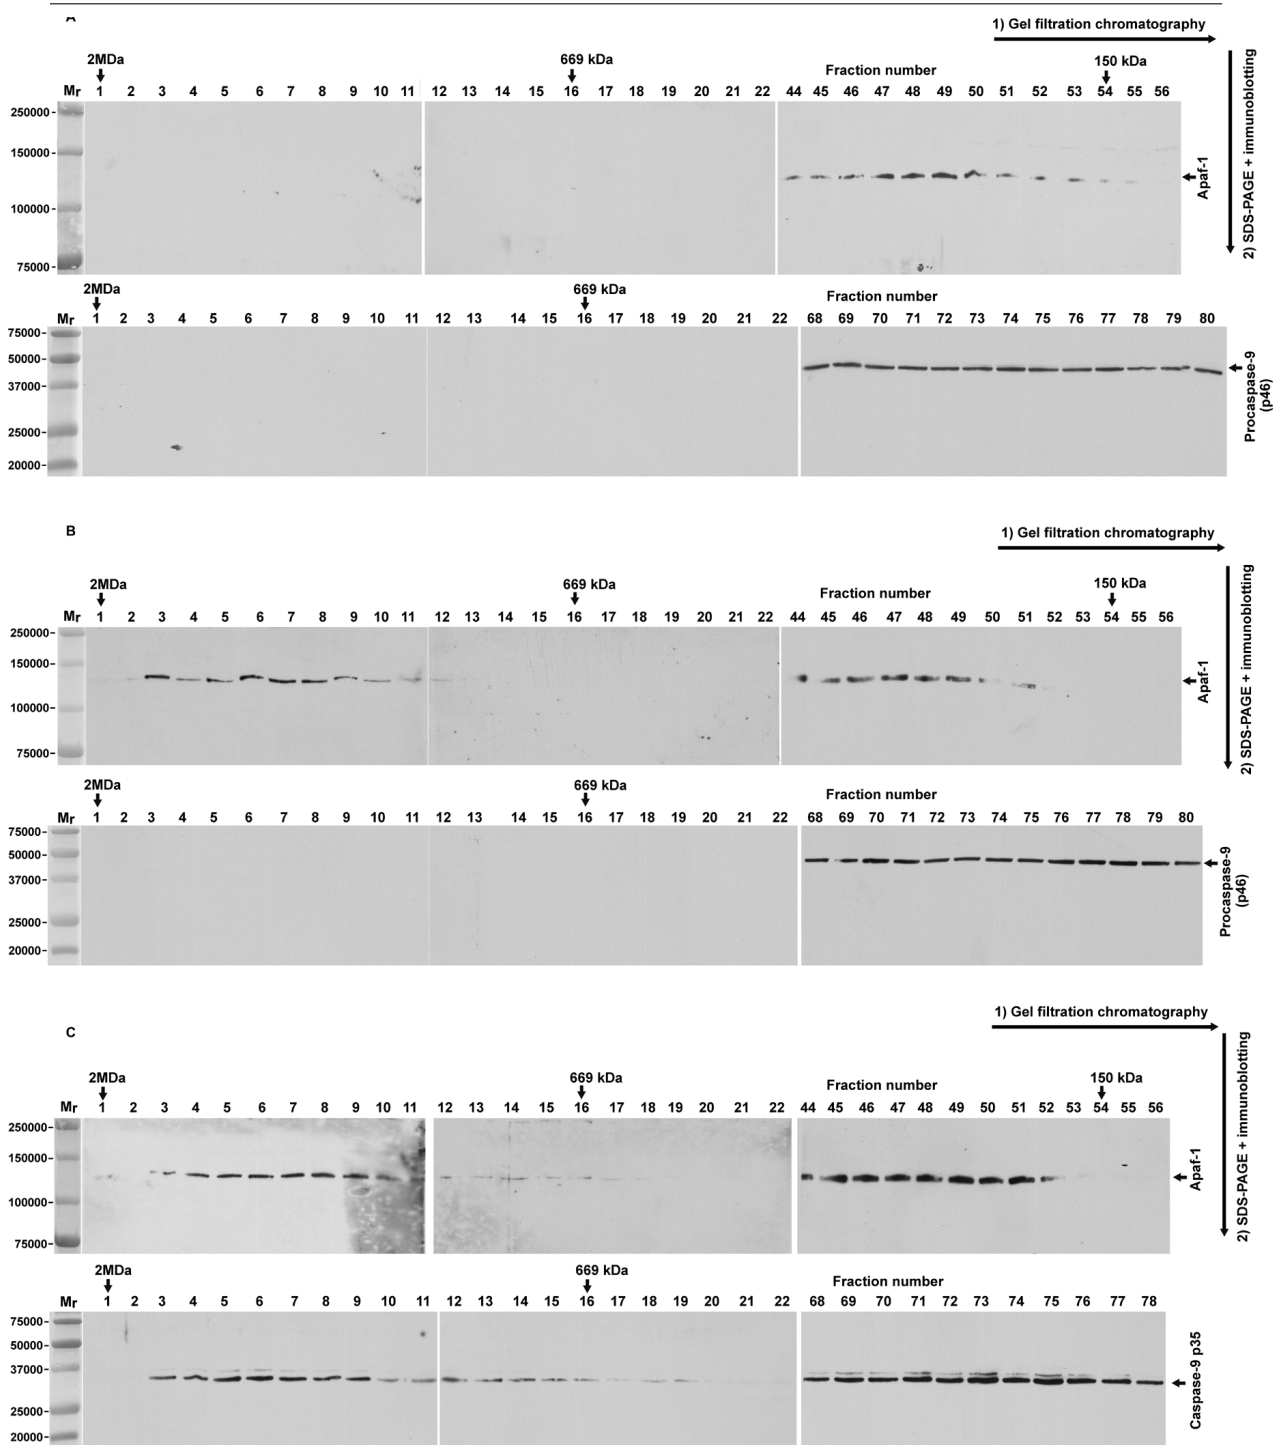 A
1) Gel filtration chromatography
2MDa 669 kDa Fraction number 150 kDa
Mr 1 2 3 4 5 6 7 8 9 10 11 12 13 14 15 16 17 18 19 20 21 22 44 45 46 47 48 49 50 51 52 53 54 55 56
250000-
150000-
100000-
75000-
Apaf-1
2) SDS-PAGE + immunoblotting
2MDa 669 kDa Fraction number
Mr 1 2 3 4 5 6 7 8 9 10 11 12 13 14 15 16 17 18 19 20 21 22 68 69 70 71 72 73 74 75 76 77 78 79 80
75000-
50000-
37000-
25000-
20000-
Procaspase-9
(p46)
B
1) Gel filtration chromatography
2MDa 669 kDa Fraction number 150 kDa
Mr 1 2 3 4 5 6 7 8 9 10 11 12 13 14 15 16 17 18 19 20 21 22 44 45 46 47 48 49 50 51 52 53 54 55 56
250000-
150000-
100000-
75000-
Apaf-1
2) SDS-PAGE + immunoblotting
2MDa 669 kDa Fraction number
Mr 1 2 3 4 5 6 7 8 9 10 11 12 13 14 15 16 17 18 19 20 21 22 68 69 70 71 72 73 74 75 76 77 78 79 80
75000-
50000-
37000-
25000-
20000-
Procaspase-9
(p46)
C
1) Gel filtration chromatography
2MDa 669 kDa Fraction number 150 kDa
Mr 1 2 3 4 5 6 7 8 9 10 11 12 13 14 15 16 17 18 19 20 21 22 44 45 46 47 48 49 50 51 52 53 54 55 56
250000-
150000-
100000-
75000-
Apaf-1
2) SDS-PAGE + immunoblotting
2MDa 669 kDa Fraction number
Mr 1 2 3 4 5 6 7 8 9 10 11 12 13 14 15 16 17 18 19 20 21 22 68 69 70 71 72 73 74 75 76 77 78
75000-
50000-
37000-
25000-
20000-
Caspase-9 p35